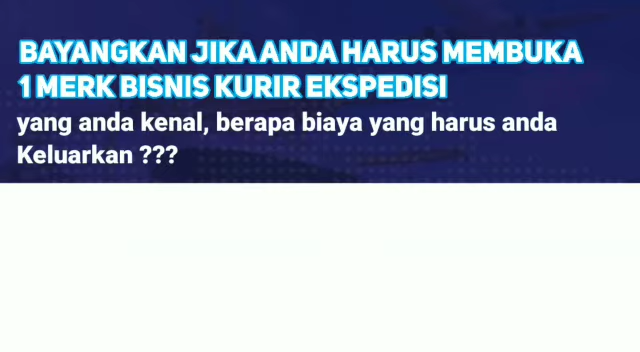 BAYANGKAN JIKA ANDA HARUS MEMBUKA
1 MERK BISNIS KURIR EKSPEDISI
yang anda kenal, berapa biaya yang harus anda
Keluarkan ???